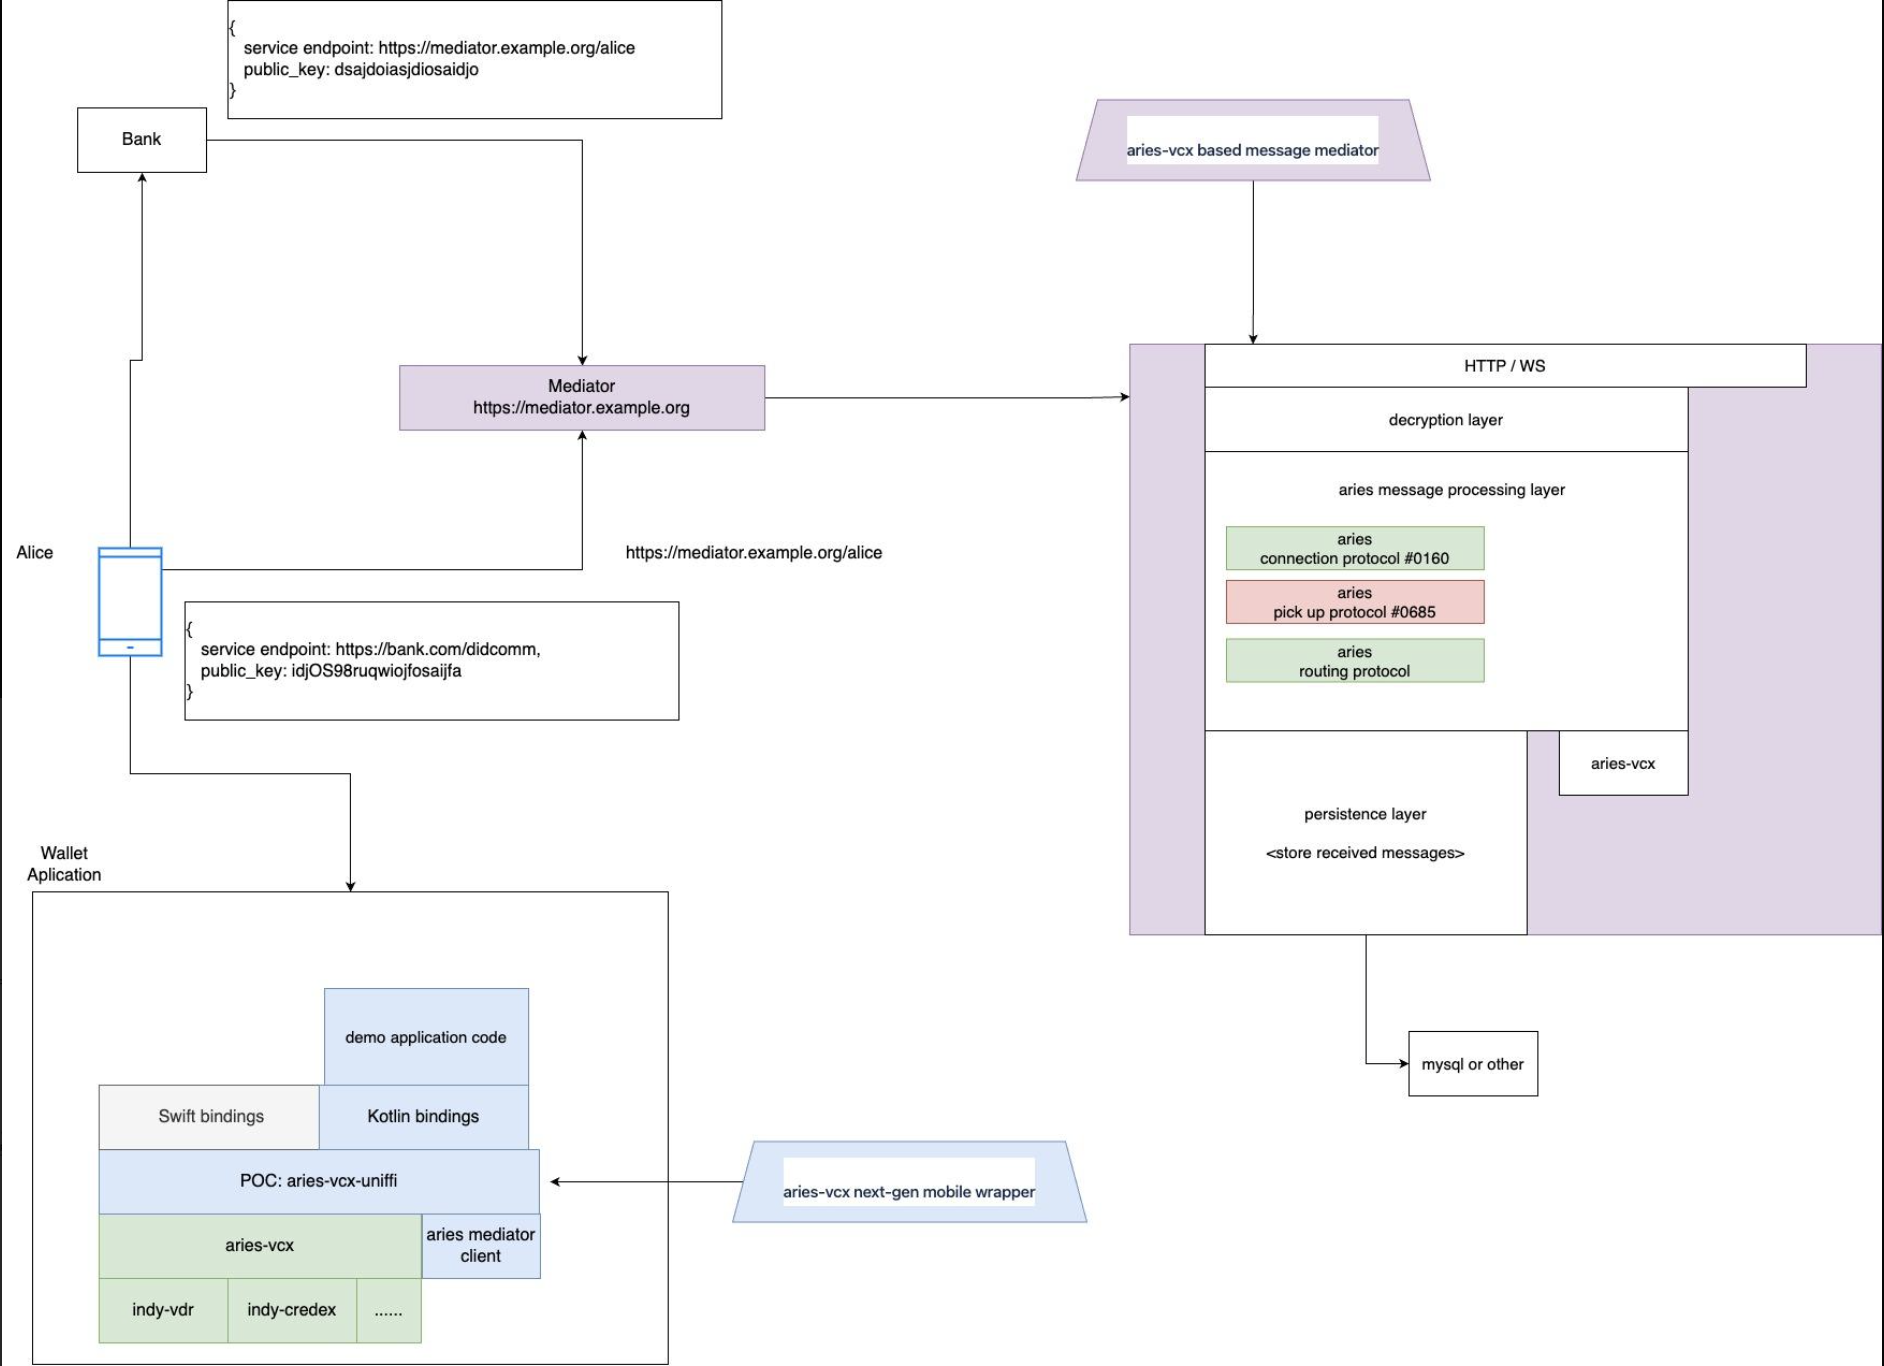 {
service endpoint: https://mediator.example.org/alice
public_key: dsajdoiasjdiosaidjo
}
Bank
aries-vcx based message mediator
Mediator
https://mediator.example.org
HTTP / WS
decryption layer
aries message processing layer
aries
connection protocol #0160
aries
pick up protocol #0685
aries
routing protocol
aries-vcx
persistence layer
<store received messages>
mysql or other
Alice
https://mediator.example.org/alice
{
service endpoint: https://bank.com/didcomm,
public_key: idjOS98ruqwiojfosaijfa
}
Wallet
Aplication
demo application code
Swift bindings
Kotlin bindings
POC: aries-vcx-uniffi
aries-vcx
aries mediator
client
indy-vdr
indy-credex
......
aries-vcx next-gen mobile wrapper